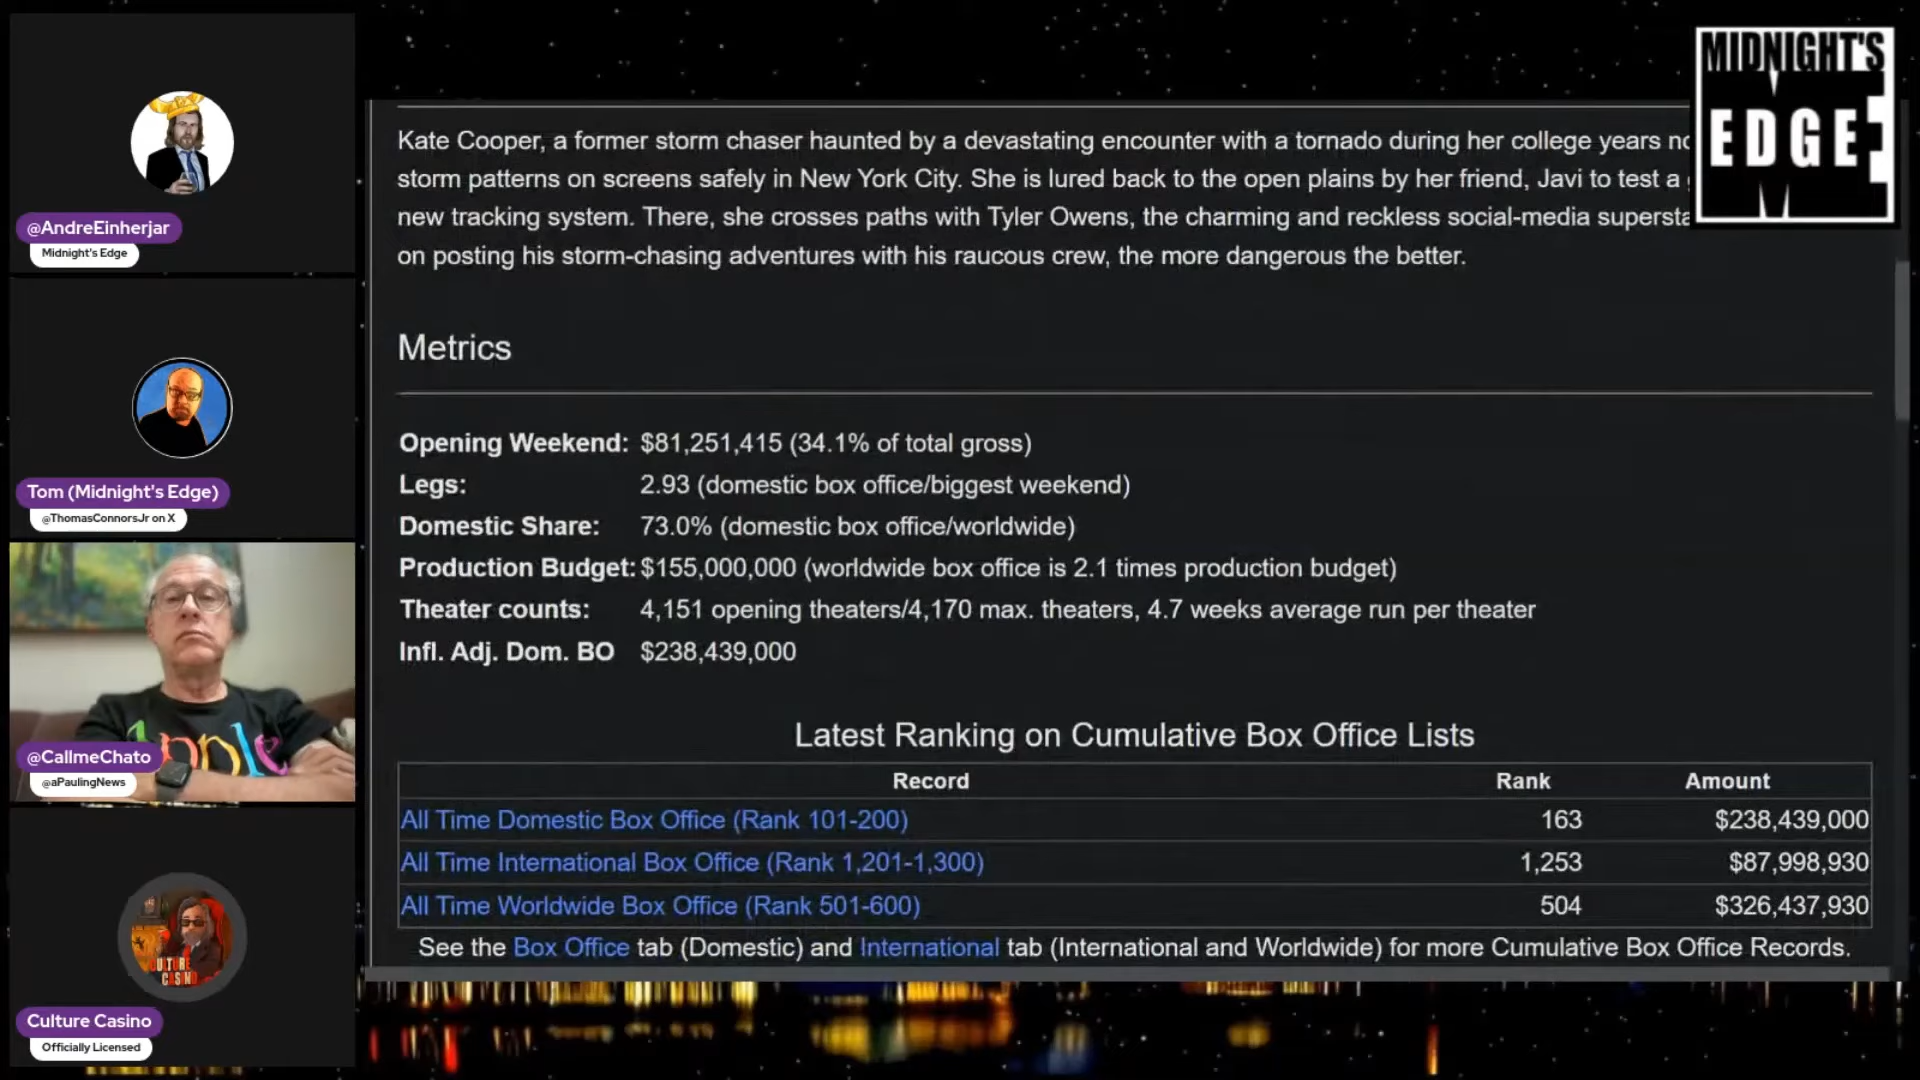 MIDNIGHT'S
EDGE
Kate Cooper, a former storm chaser haunted by a devastating encounter with a tornado during her college years
storm patterns on screens safely in New York City. She is lured back to the open plains by her friend, Javi to test a
new tracking system. There, she crosses paths with Tyler Owens, the charming and reckless social-media
on posting his storm-chasing adventures with his raucous crew, the more dangerous the better.
Metrics
Opening Weekend: $81,251,415 (34.1% of total gross)
Legs: 2.93 (domestic box office/biggest weekend)
Domestic Share: 73.0% (domestic box office/worldwide)
Production Budget: $155,000,000 (worldwide box office is 2.1 times production budget)
Theater counts: 4,151 opening theaters/4,170 max. theaters, 4.7 weeks average run per theater
Infl. Adj. Dom. BO $238,439,000
Latest Ranking on Cumulative Box Office Lists
Record Rank Amount
All Time Domestic Box Office (Rank 101-200) 163 $238,439,000
All Time International Box Office (Rank 1,201-1,300) 1,253 $87,998,930
All Time Worldwide Box Office (Rank 501-600) 504 $326,437,930
See the Box Office tab (Domestic) and International tab (International and Worldwide) for more Cumulative Box Office Records.
@AndreEinherjar
Midnight's Edge
Tom (Midnight's Edge)
@ThomasConnorsJr on X
Apple
@CallmeChato
@aPaulingNews
CULTURE
CASINO
Culture Casino
Officially Licensed